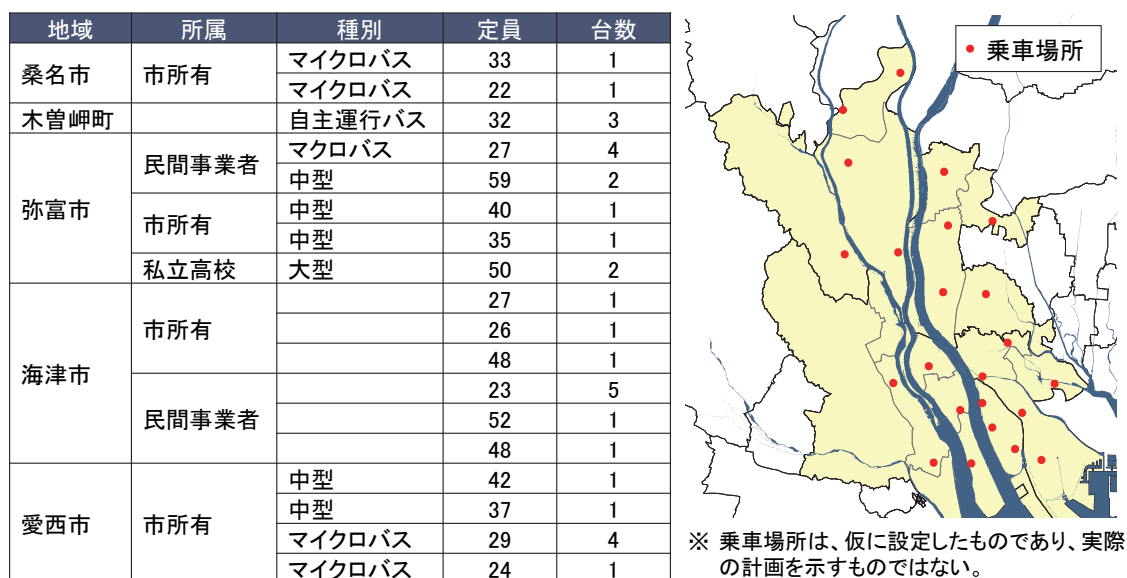 地域 所属 種別 定員 台数
桑名市 市所有 マイクロバス 33 1
マイクロバス 22 1
木曽岬町 自主運行バス 32 3
弥富市 民間事業者 マクロバス 27 4
中型 59 2
市所有 中型 40 1
中型 35 1
私立高校 大型 50 2
海津市 市所有 27 1
26 1
48 1
民間事業者 23 5
52 1
48 1
愛西市 市所有 中型 42 1
中型 37 1
マイクロバス 29 4
マイクロバス 24 1
乗車場所
※ 乗車場所は、仮に設定したものであり、実際
の計画を示すものではない。